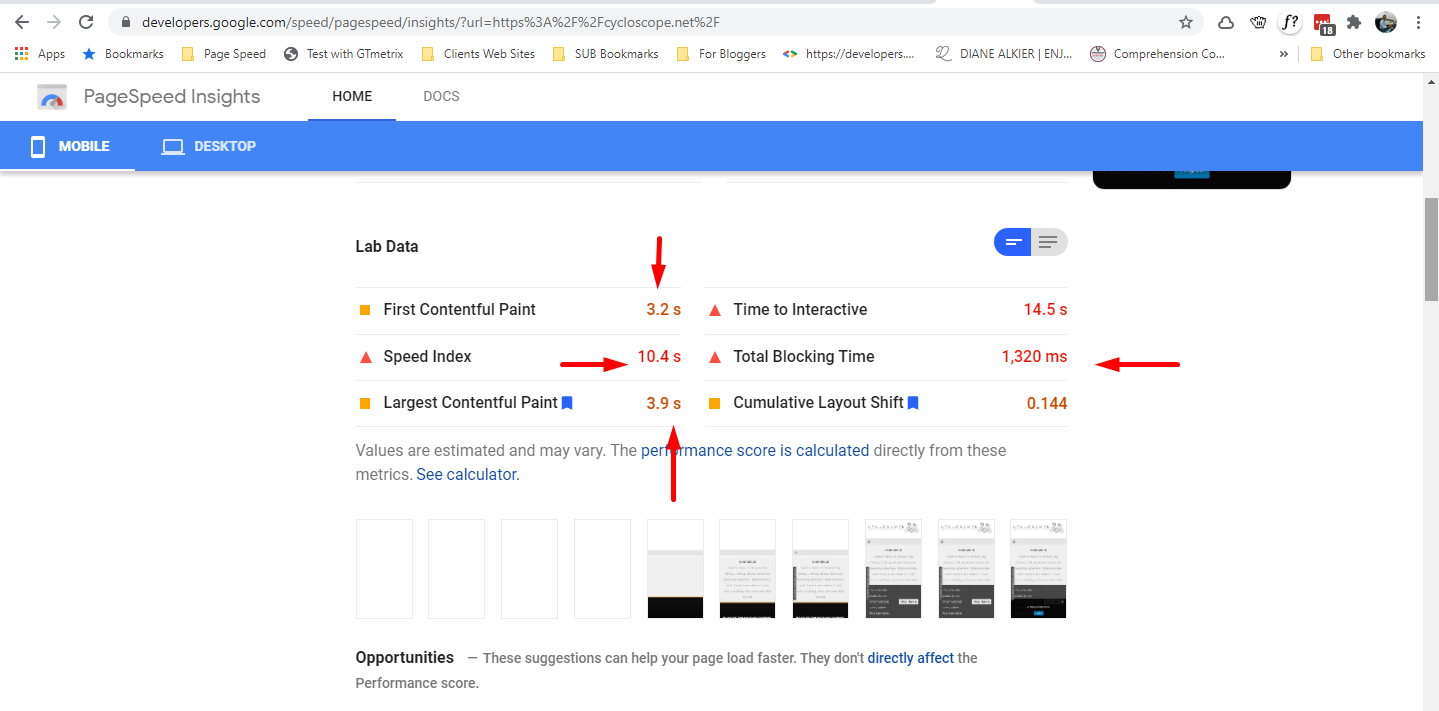 developers.google.com/speed/pagespeed/insights/?url=https%3A%2F%2Fcycloscope.net%2F
f?
18
Apps Bookmarks Page Speed Test with GTmetrix Clients Web Sites SUB Bookmarks For Bloggers https://developers.... DIANE ALKIER | ENJ... Comprehension Co... » Other bookmarks
PageSpeed Insights HOME DOCS
MOBILE DESKTOP
Lab Data
First Contentful Paint 3.2 s Time to Interactive 14.5 s
Speed Index 10.4 s Total Blocking Time 1,320 ms
Largest Contentful Paint 3.9 s Cumulative Layout Shift 0.144
Values are estimated and may vary. The performance score is calculated directly from these
metrics. See calculator.
Opportunities — These suggestions can help your page load faster. They don't directly affect the
Performance score.